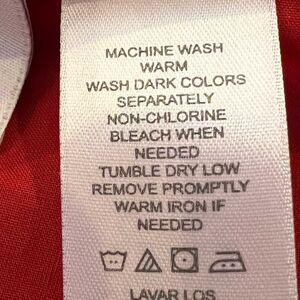 MACHINE WASH
WARM
WASH DARK COLORS
SEPARATELY
NON-CHLORINE
BLEACH WHEN
NEEDED
TUMBLE DRY LOW
REMOVE PROMPTLY
WARM IRON IF
NEEDED
LAVAR LOS